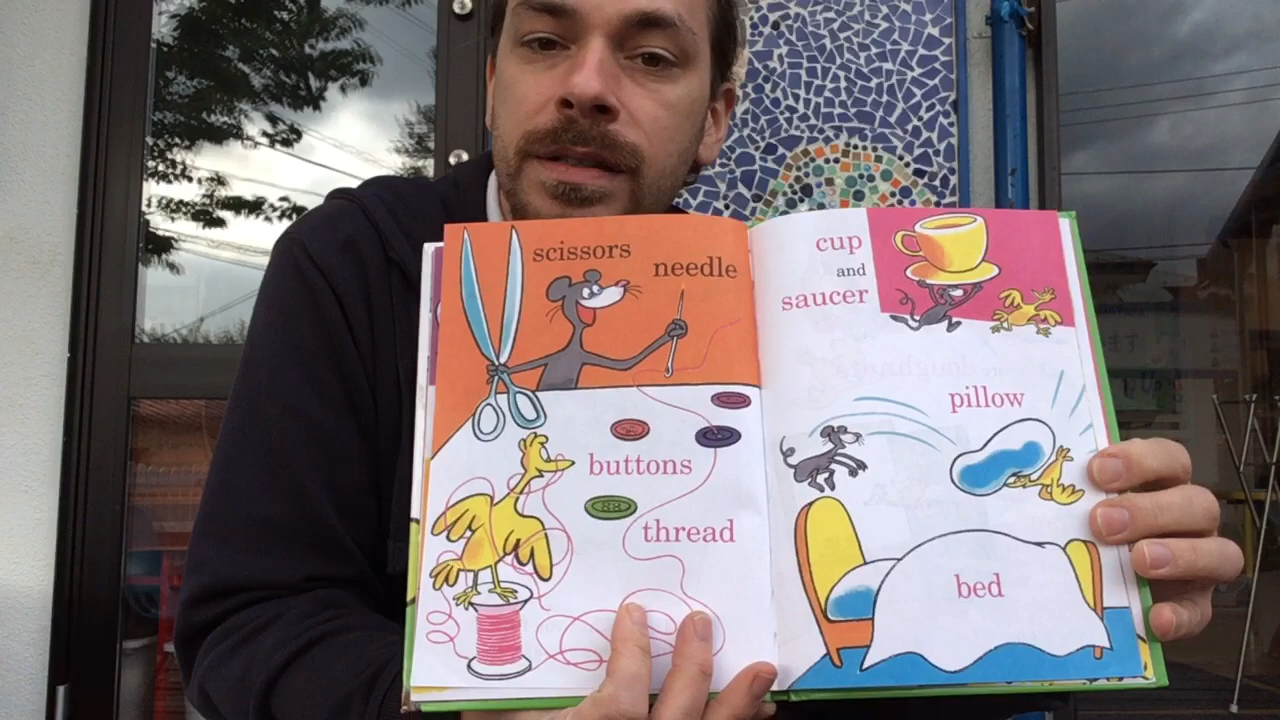 scissors
needle
buttons
thread
cup
and
saucer
pillow
bed